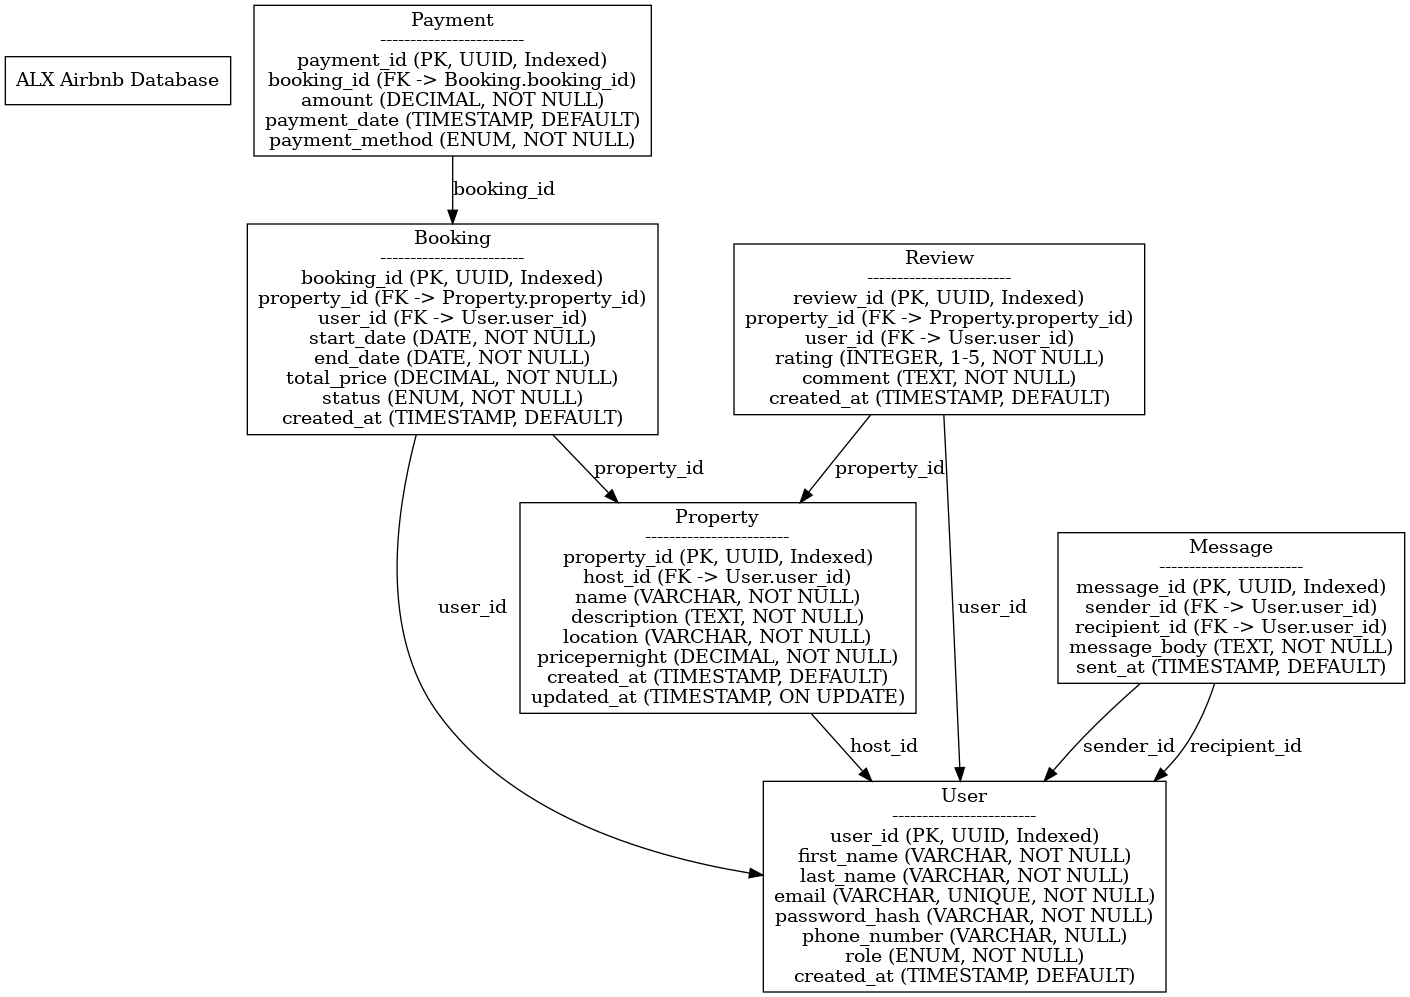 ALX Airbnb Database
Payment
------------------------
payment_id (PK, UUID, Indexed)
booking_id (FK -> Booking.booking_id)
amount (DECIMAL, NOT NULL)
payment_date (TIMESTAMP, DEFAULT)
payment_method (ENUM, NOT NULL)
booking_id
Booking
------------------------
booking_id (PK, UUID, Indexed)
property_id (FK -> Property.property_id)
user_id (FK -> User.user_id)
start_date (DATE, NOT NULL)
end_date (DATE, NOT NULL)
total_price (DECIMAL, NOT NULL)
status (ENUM, NOT NULL)
created_at (TIMESTAMP, DEFAULT)
Review
------------------------
review_id (PK, UUID, Indexed)
property_id (FK -> Property.property_id)
user_id (FK -> User.user_id)
rating (INTEGER, 1-5, NOT NULL)
comment (TEXT, NOT NULL)
created_at (TIMESTAMP, DEFAULT)
property_id
property_id
Property
------------------------
property_id (PK, UUID, Indexed)
host_id (FK -> User.user_id)
name (VARCHAR, NOT NULL)
description (TEXT, NOT NULL)
location (VARCHAR, NOT NULL)
pricepernight (DECIMAL, NOT NULL)
created_at (TIMESTAMP, DEFAULT)
updated_at (TIMESTAMP, ON UPDATE)
user_id
user_id
Message
------------------------
message_id (PK, UUID, Indexed)
sender_id (FK -> User.user_id)
recipient_id (FK -> User.user_id)
message_body (TEXT, NOT NULL)
sent_at (TIMESTAMP, DEFAULT)
host_id
sender_id
recipient_id
User
------------------------
user_id (PK, UUID, Indexed)
first_name (VARCHAR, NOT NULL)
last_name (VARCHAR, NOT NULL)
email (VARCHAR, UNIQUE, NOT NULL)
password_hash (VARCHAR, NOT NULL)
phone_number (VARCHAR, NULL)
role (ENUM, NOT NULL)
created_at (TIMESTAMP, DEFAULT)